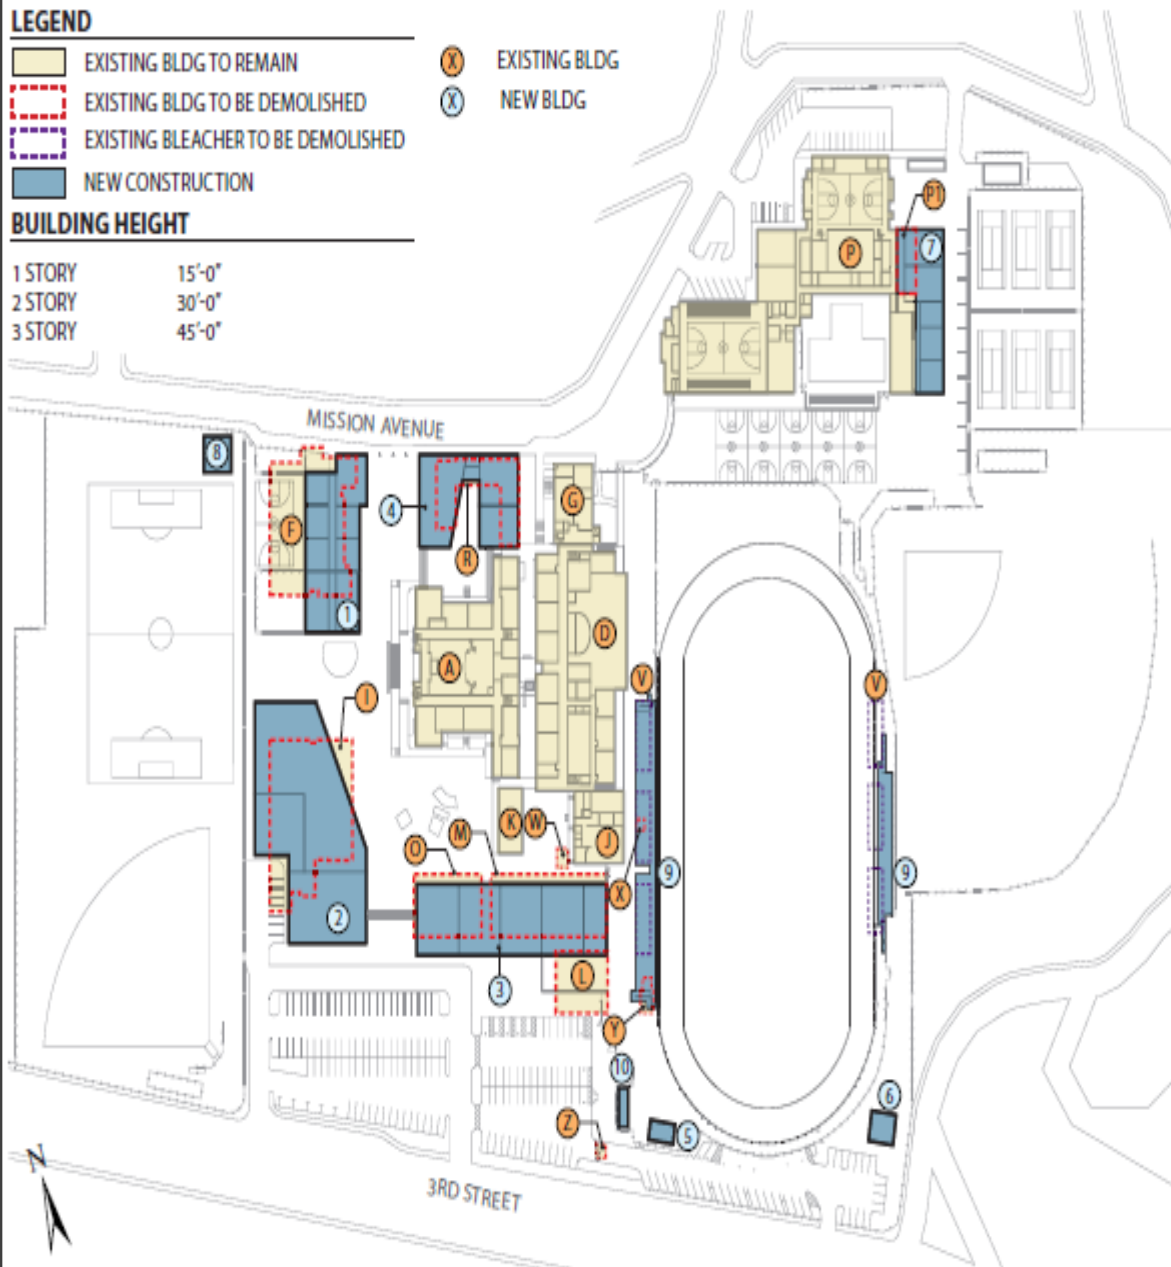 LEGEND
EXISTING BLDG TO REMAIN
EXISTING BLDG TO BE DEMOLISHED
EXISTING BLEACHER TO BE DEMOLISHED
NEW CONSTRUCTION
X EXISTING BLDG
X NEW BLDG
BUILDING HEIGHT
1 STORY 15'-0"
2 STORY 30'-0"
3 STORY 45'-0"
P1
7
P
MISSION AVENUE
8
G
4
F
R
1
D
A
V
V
I
K
W
M
J
O
X
9
9
2
L
3
Y
10
6
Z
5
N
3RD STREET